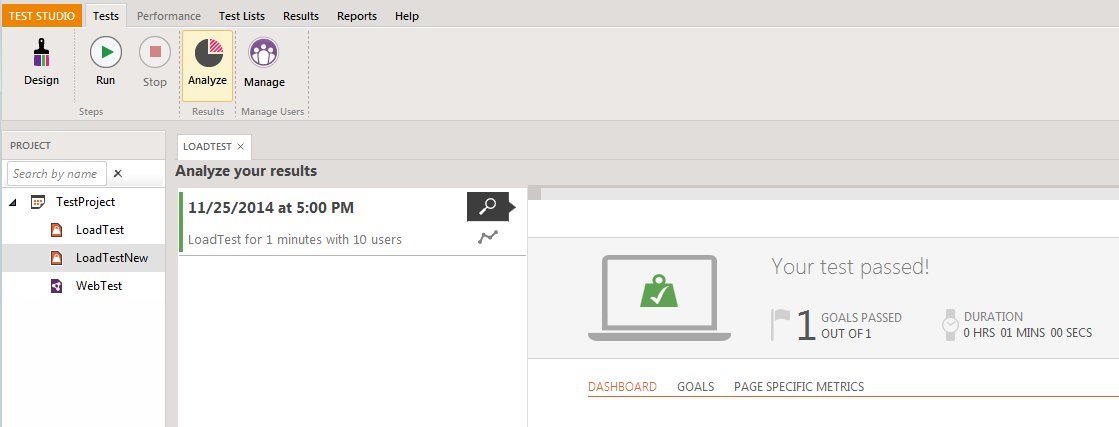 TEST STUDIO Tests Performance Test Lists Results Reports Help
Design Run Stop Analyze Manage
Steps Results Manage Users
PROJECT
Search by name
TestProject
LoadTest
LoadTestNew
WebTest
LOADTEST
Analyze your results
11/25/2014 at 5:00 PM
LoadTest for 1 minutes with 10 users
Your test passed!
1 GOALS PASSED
OUT OF 1
DURATION
0 HRS 01 MINS 00 SECS
DASHBOARD GOALS PAGE SPECIFIC METRICS